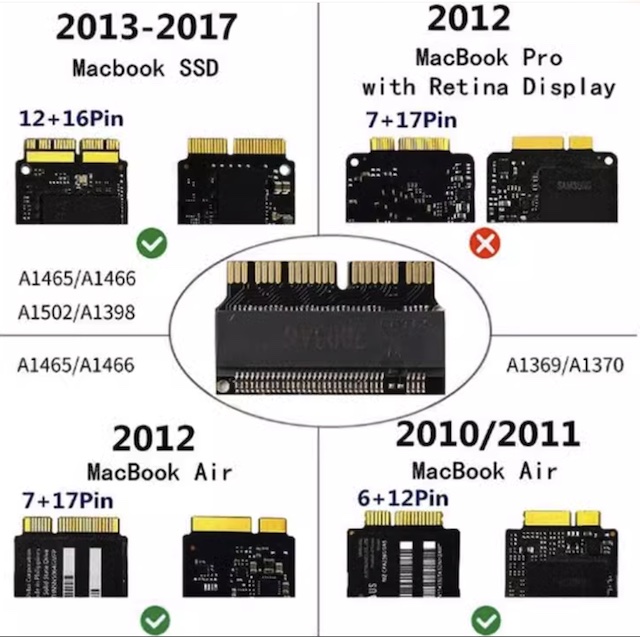 2013-2017
Macbook SSD
12+16Pin
A1465/A1466
A1502/A1398
2012
MacBook Pro
with Retina Display
7+17Pin
SAMSUNG
A1465/A1466
2012
MacBook Air
7+17Pin
A1369/A1370
2010/2011
MacBook Air
6+12Pin